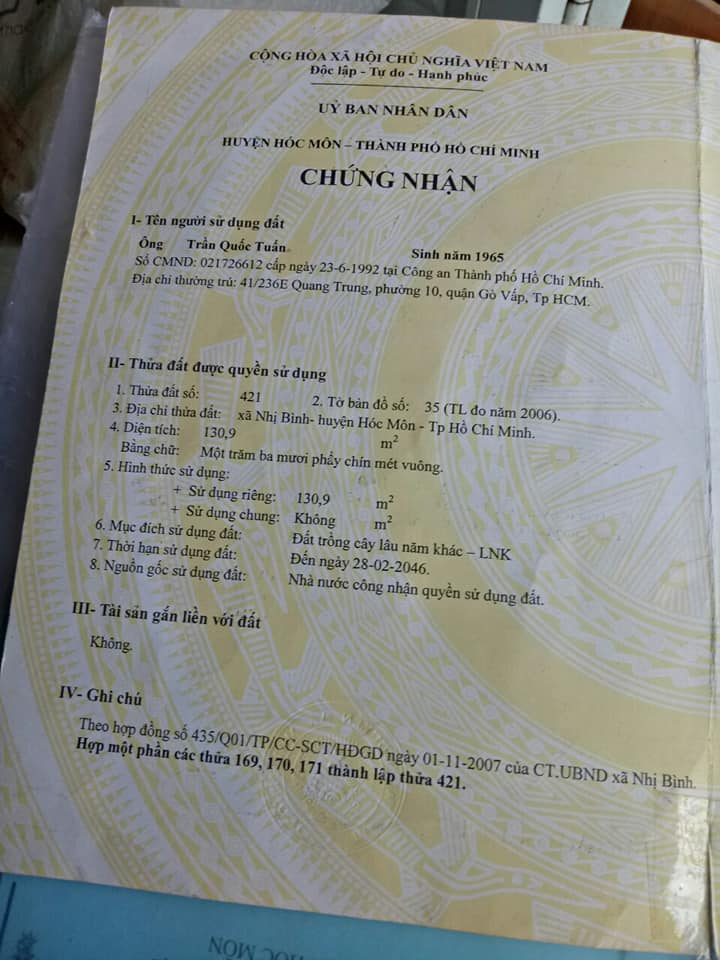 CỘNG HÒA XÃ HỘI CHỦ NGHĨA VIỆT NAM
Độc lập - Tự do - Hạnh phúc
UỶ BAN NHÂN DÂN
HUYỆN HÓC MÔN – THÀNH PHỐ HỒ CHÍ MINH
CHỨNG NHẬN
I- Tên người sử dụng đất
Ông Trần Quốc Tuấn. Sinh năm 1965
Số CMND: 021726612 cấp ngày 23-6-1992 tại Công an Thành phố Hồ Chí Minh.
Địa chỉ thường trú: 41/236E Quang Trung, phường 10, quận Gò Vấp, Tp HCM.
II- Thửa đất được quyền sử dụng
1. Thửa đất số: 421 2. Tờ bản đồ số: 35 (TL đo năm 2006).
3. Địa chỉ thửa đất: xã Nhị Bình- huyện Hóc Môn - Tp Hồ Chí Minh.
4. Diện tích: 130,9 m²
Bằng chữ: Một trăm ba mươi phẩy chín mét vuông.
5. Hình thức sử dụng:
+ Sử dụng riêng: 130,9 m²
+ Sử dụng chung: Không m²
6. Mục đích sử dụng đất: Đất trồng cây lâu năm khác – LNK
7. Thời hạn sử dụng đất: Đến ngày 28-02-2046.
8. Nguồn gốc sử dụng đất: Nhà nước công nhận quyền sử dụng đất.
III- Tài sản gắn liền với đất
Không.
IV- Ghi chú
Theo hợp đồng số 435/Q01/TP/CC-SCT/HĐGD ngày 01-11-2007 của CT.UBND xã Nhị Bình.
Hợp một phần các thửa 169, 170, 171 thành lập thửa 421.
HÓC MÔN